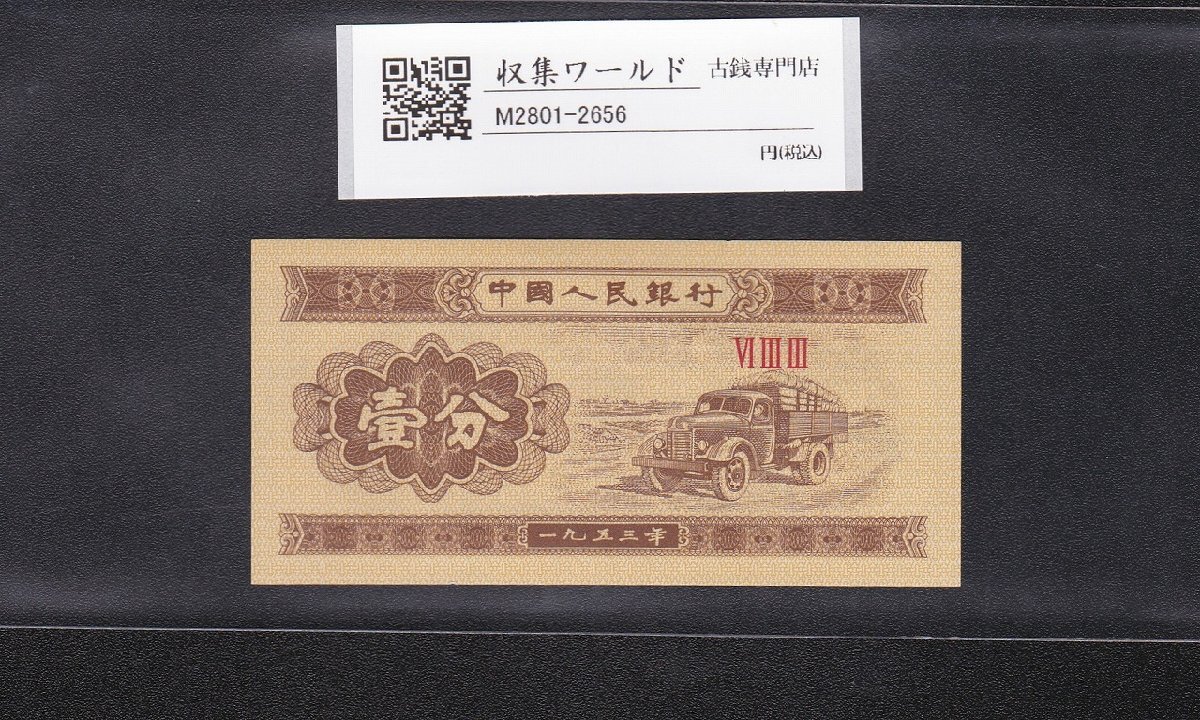 収集ワールド 古銭専門店
M2801-2656
円(税込)
中國人民銀行
ⅥⅢⅢ
壹分
一九五三年